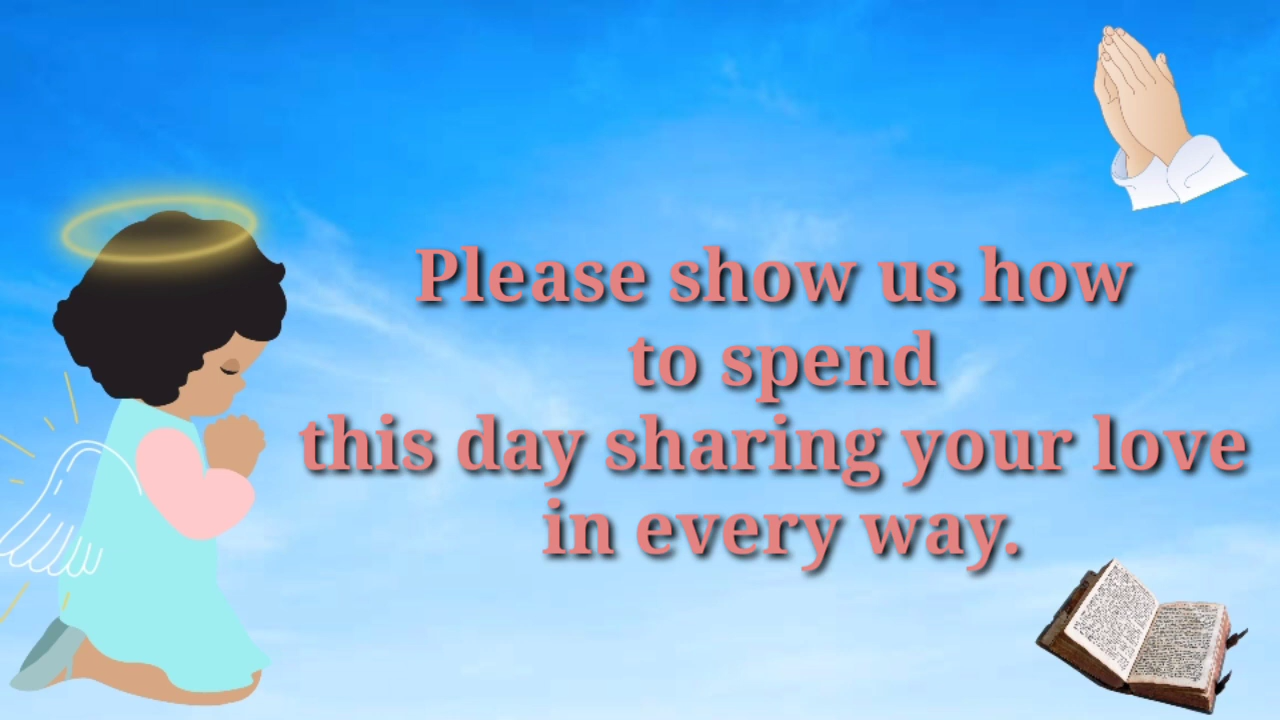 Please show us how
to spend
this day sharing your love
in every way.